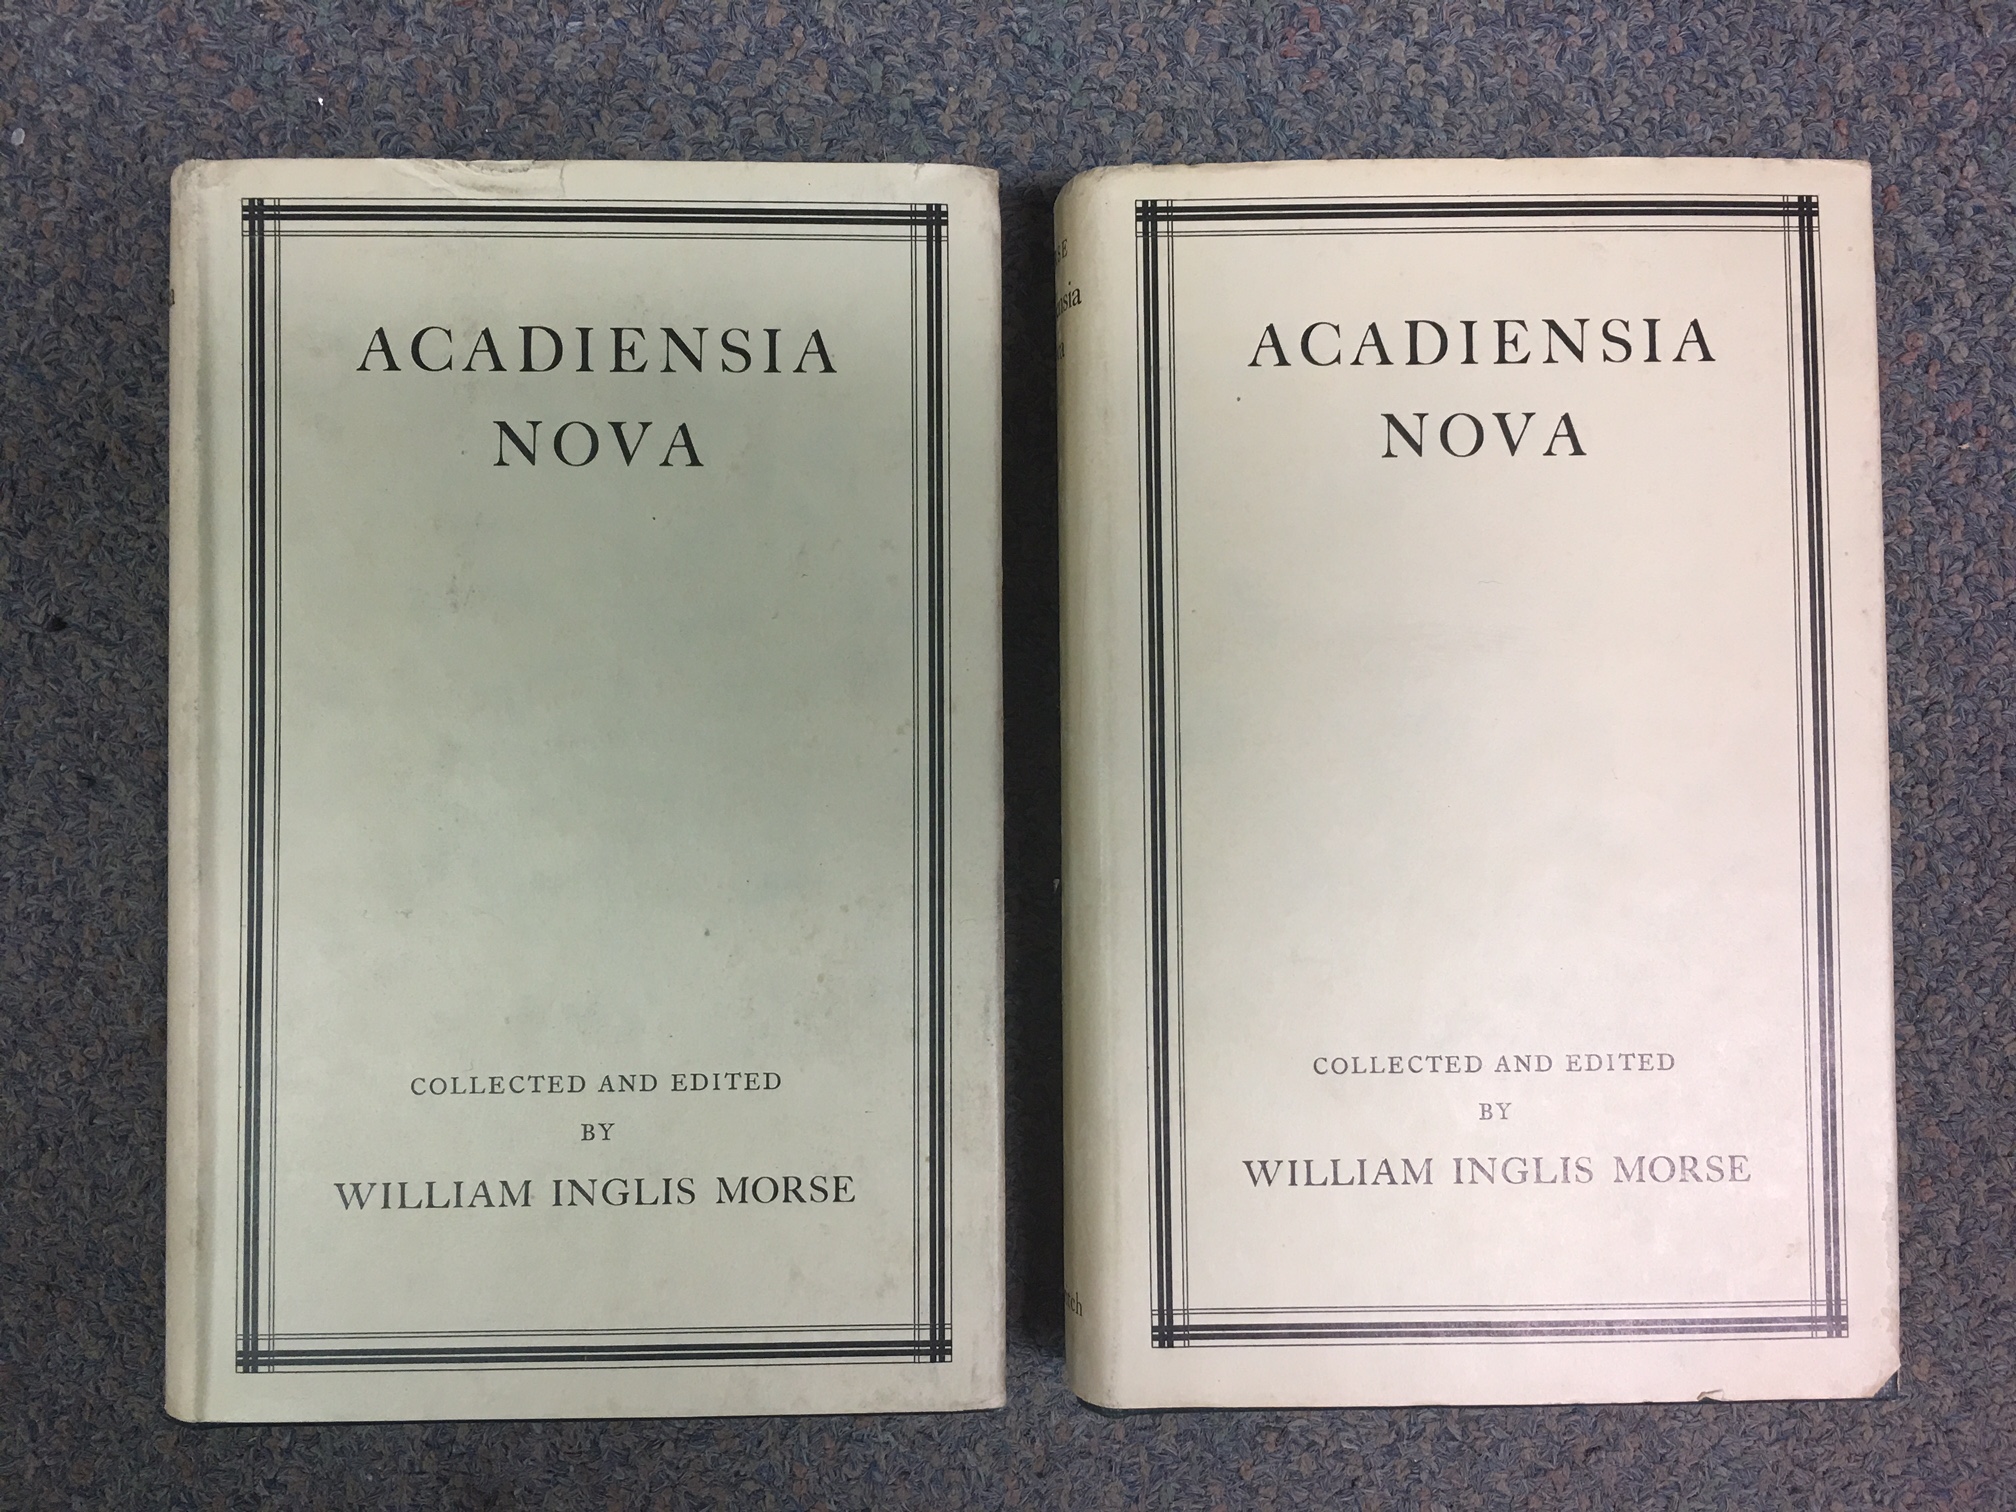 ACADIENSIA
NOVA
COLLECTED AND EDITED
BY
WILLIAM INGLIS MORSE
ACADIENSIA
NOVA
COLLECTED AND EDITED
BY
WILLIAM INGLIS MORSE